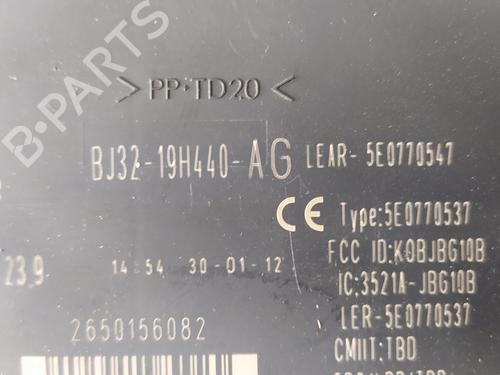 B-PARTS
>PP-TD20<
BJ32-19H440-AG LEAR- 5E0770547
CE Type:5E0770537
FCC ID:KOBJBG10B
23.9 14:54 30-01-12
IC:3521A-JBG10B
2650156082 LER-5E0770537
CMIIT:TBD